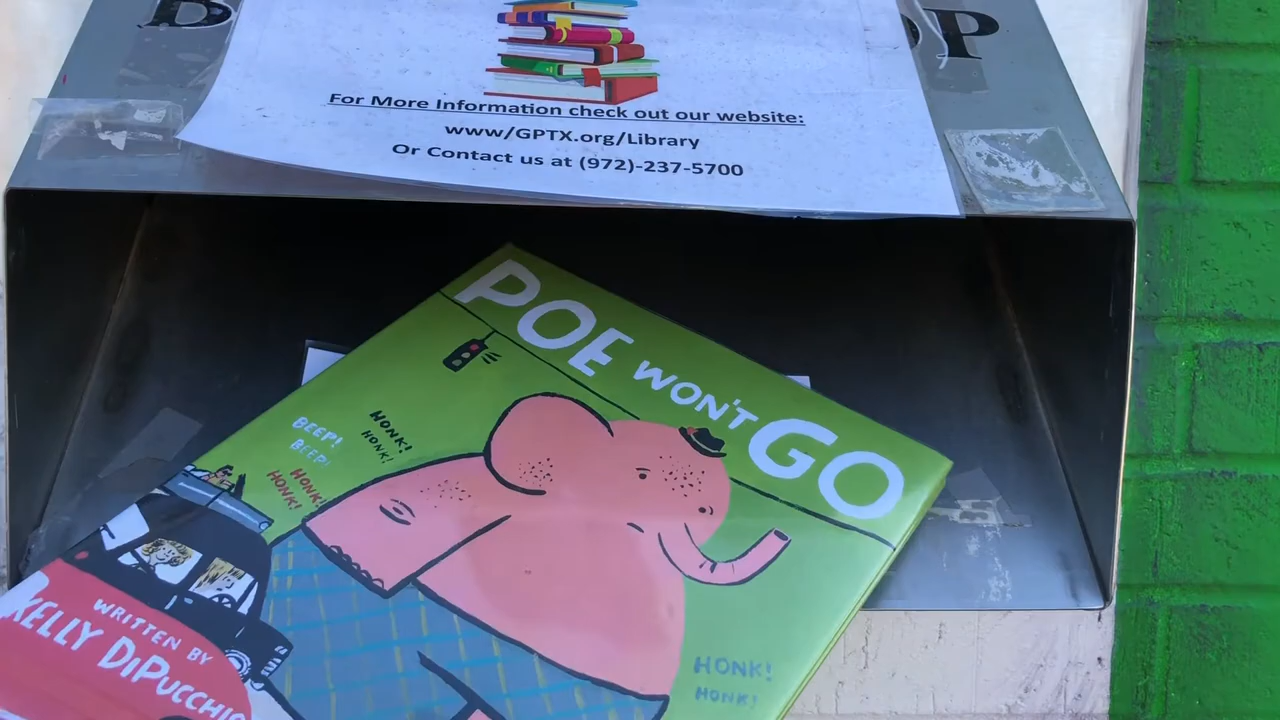 For More Information check out our website:
www/GPTX.org/Library
Or Contact us at (972)-237-5700
POE WON'T GO
BEEP!
BEEP!
HONK!
HONK!
HONK!
HONK!
WRITTEN BY
KELLY DiPUCCHIO
HONK!
HONK!